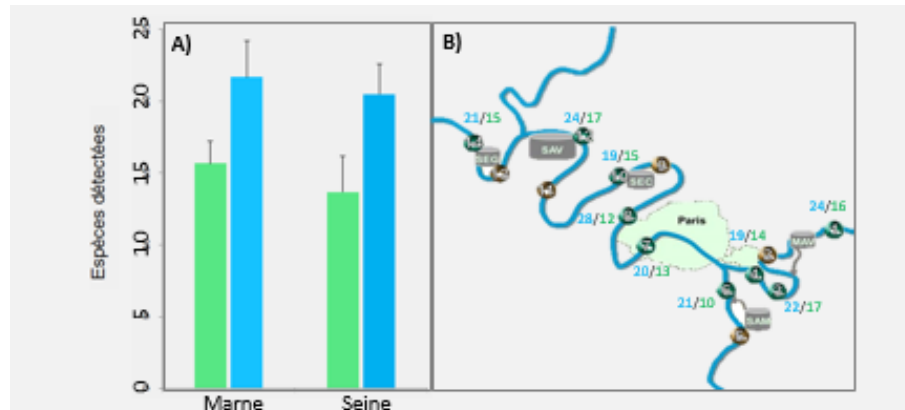 A)
Espèces détectées
25
20
15
10
5
0
Marne
Seine
B)
21/15
24/17
SEG
SAV
19/15
SEC
28/12
Paris
24/16
19/14
MAV
20/13
21/10
22/17
SAM